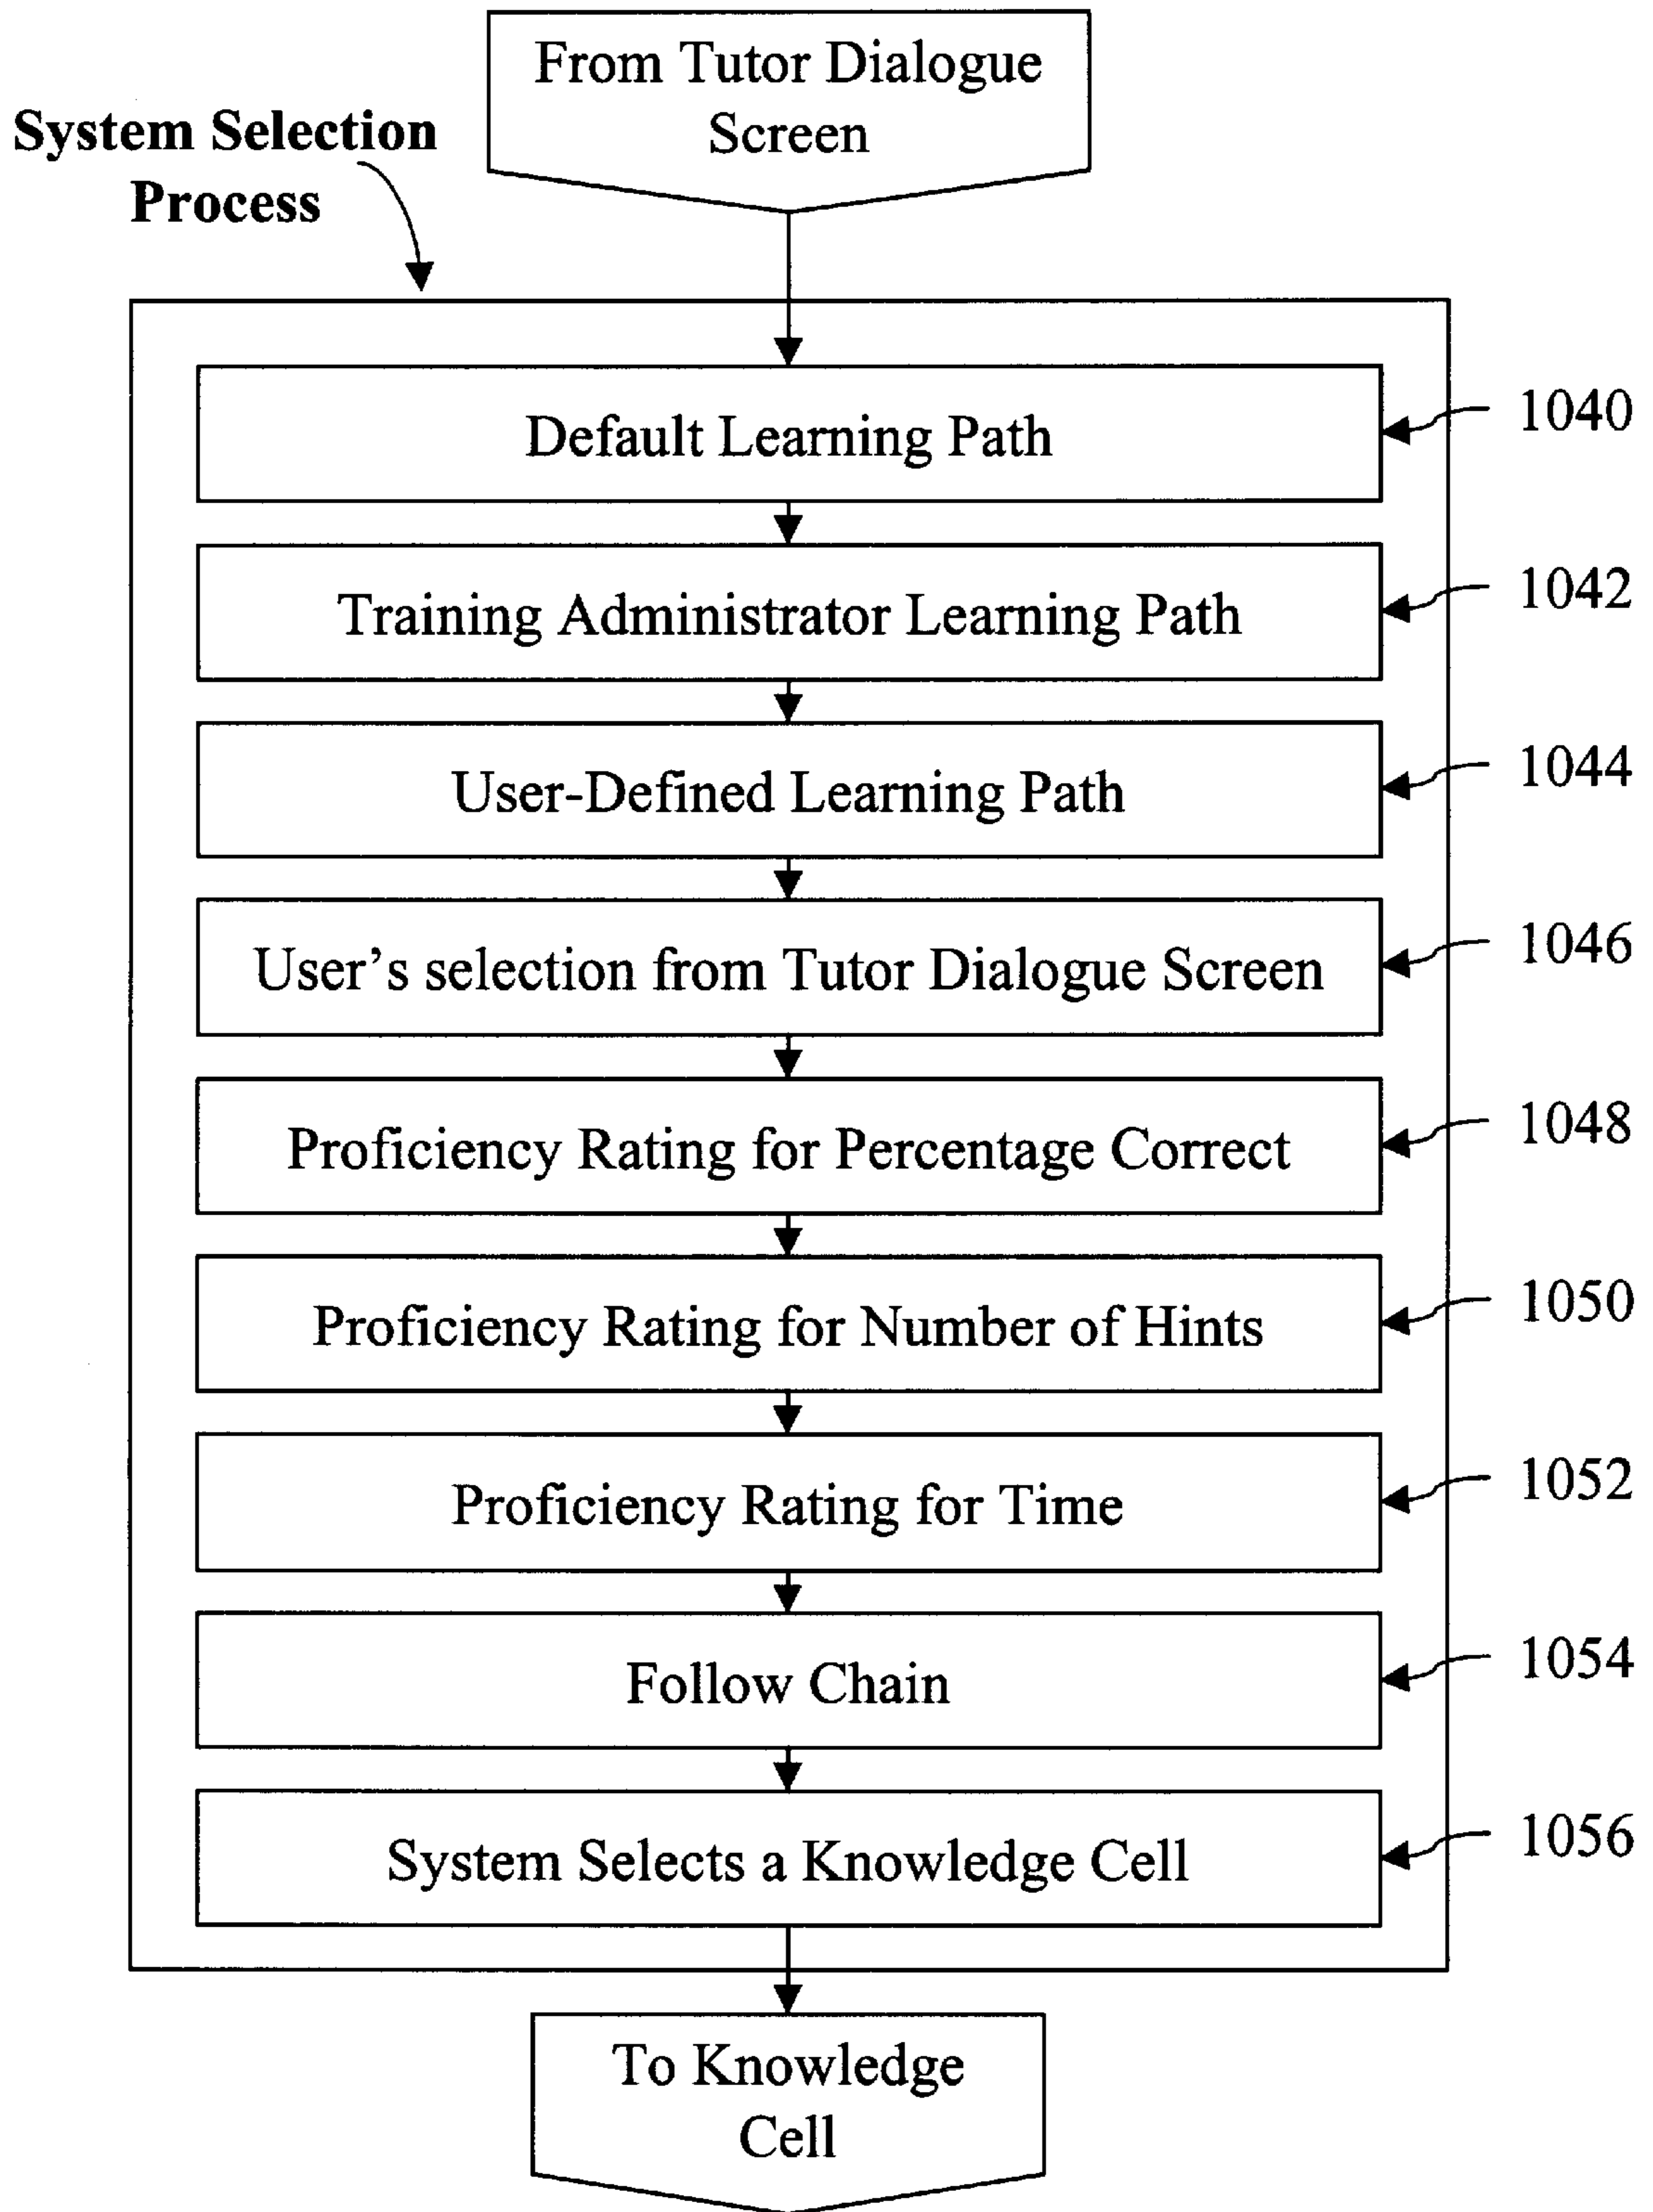 From Tutor Dialogue
Screen
System Selection
Process
Default Learning Path
1040
Training Administrator Learning Path
1042
User-Defined Learning Path
1044
User’s selection from Tutor Dialogue Screen
1046
Proficiency Rating for Percentage Correct
1048
Proficiency Rating for Number of Hints
1050
Proficiency Rating for Time
1052
Follow Chain
1054
System Selects a Knowledge Cell
1056
To Knowledge
Cell